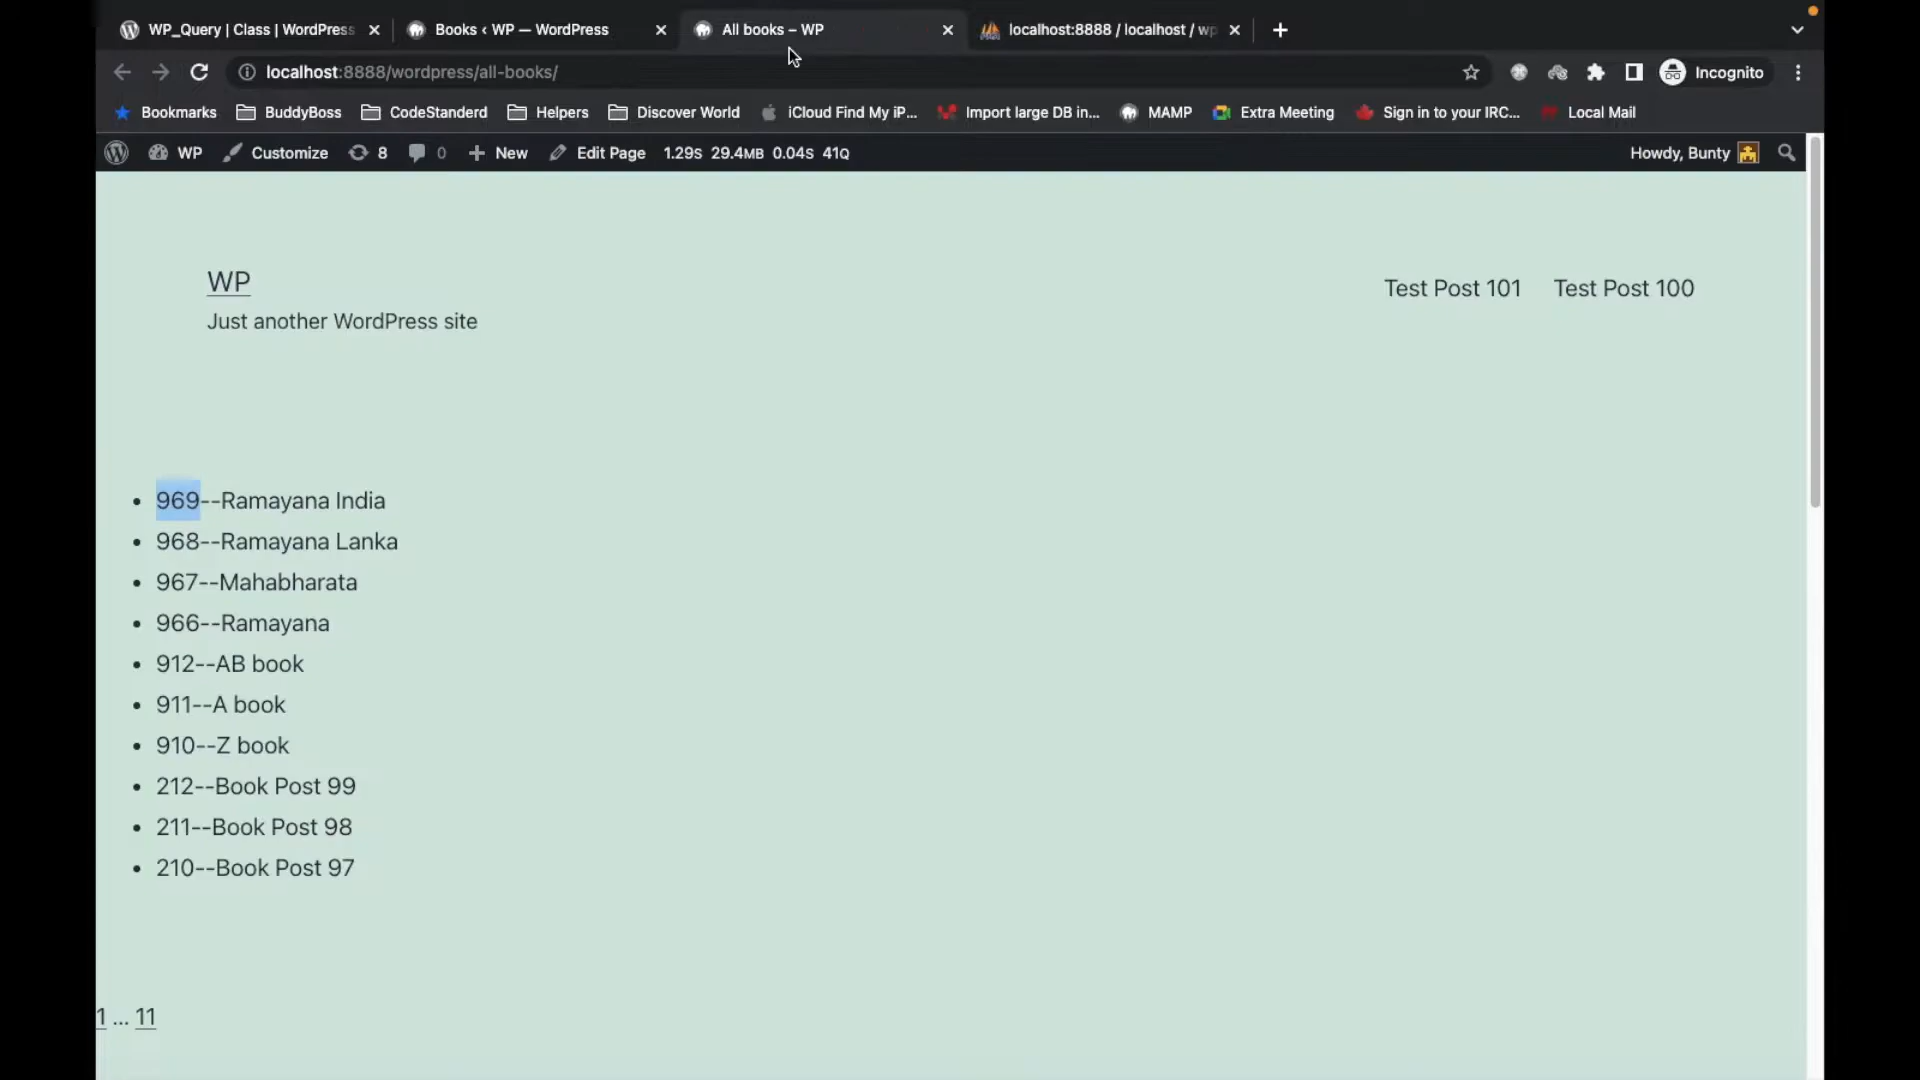 WP_Query | Class | WordPress
Books ‹ WP — WordPress
All books – WP
localhost:8888 / localhost / wp
localhost:8888/wordpress/all-books/
Incognito
Bookmarks
BuddyBoss
CodeStanderd
Helpers
Discover World
iCloud Find My iP...
Import large DB in...
MAMP
Extra Meeting
Sign in to your IRC...
Local Mail
WP
Customize
8
0
New
Edit Page
1.29S 29.4MB 0.04S 41Q
Howdy, Bunty
WP
Just another WordPress site
Test Post 101
Test Post 100
969--Ramayana India
968--Ramayana Lanka
967--Mahabharata
966--Ramayana
912--AB book
911--A book
910--Z book
212--Book Post 99
211--Book Post 98
210--Book Post 97
1 ... 11